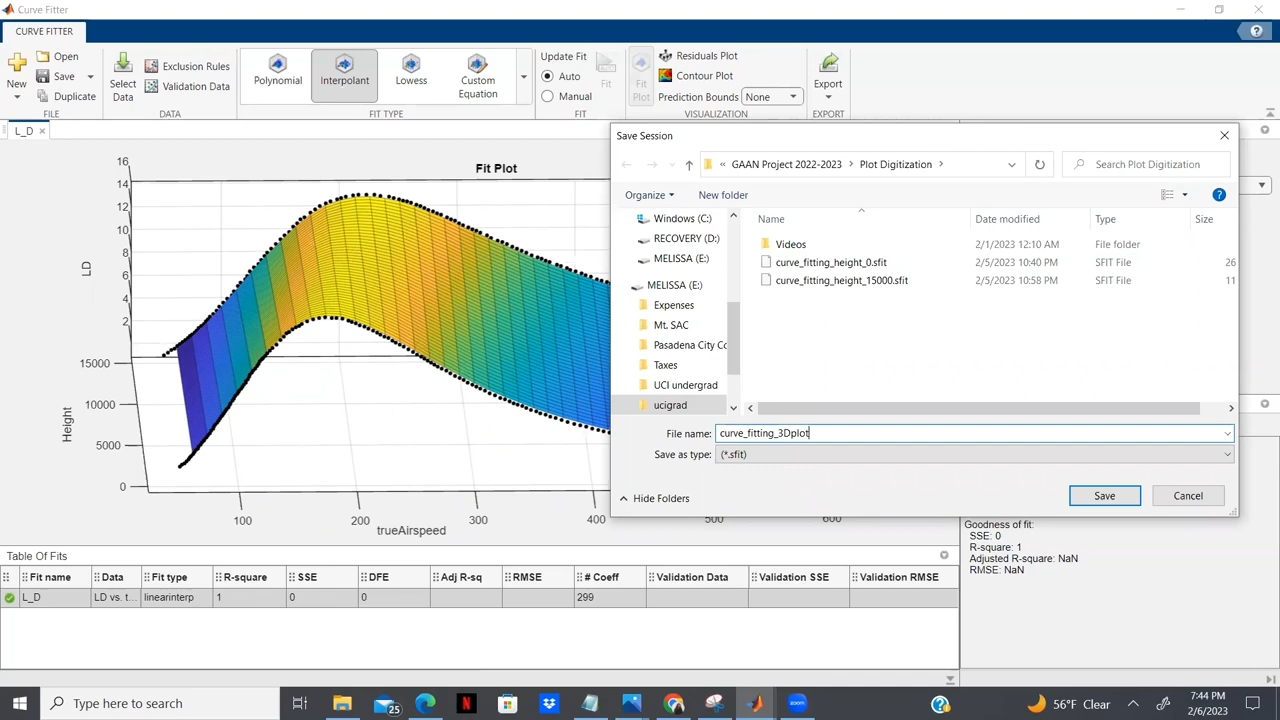 Curve Fitter
CURVE FITTER
New
Open
Save
Duplicate
FILE
Select Data
Exclusion Rules
Validation Data
DATA
Polynomial
Interpolant
Lowess
Custom Equation
FIT TYPE
Update Fit
Auto
Manual
Fit
FIT
Fit Plot
Residuals Plot
Contour Plot
Prediction Bounds None
VISUALIZATION
Export
EXPORT
L_D
Fit Plot
16
14
12
10
8
6
4
2
LD
15000
10000
5000
0
Height
100
200
300
400
500
600
trueAirspeed
Save Session
« GAAN Project 2022-2023 > Plot Digitization >
Search Plot Digitization
Organize
New folder
Windows (C:)
RECOVERY (D:)
MELISSA (E:)
MELISSA (E:)
Expenses
Mt. SAC
Pasadena City Co
Taxes
UCI undergrad
ucigrad
Name Date modified Type Size
Videos 2/1/2023 12:10 AM File folder
curve_fitting_height_0.sfit 2/5/2023 10:40 PM SFIT File 26
curve_fitting_height_15000.sfit 2/5/2023 10:58 PM SFIT File 11
File name: curve_fitting_3Dplot
Save as type: (*.sfit)
Hide Folders
Save
Cancel
Goodness of fit:
SSE: 0
R-square: 1
Adjusted R-square: NaN
RMSE: NaN
Table Of Fits
Fit name Data Fit type R-square SSE DFE Adj R-sq RMSE # Coeff Validation Data Validation SSE Validation RMSE
L_D LD vs. t... linearinterp 1 0 0 299
Type here to search
25
56°F Clear
7:44 PM
2/6/2023